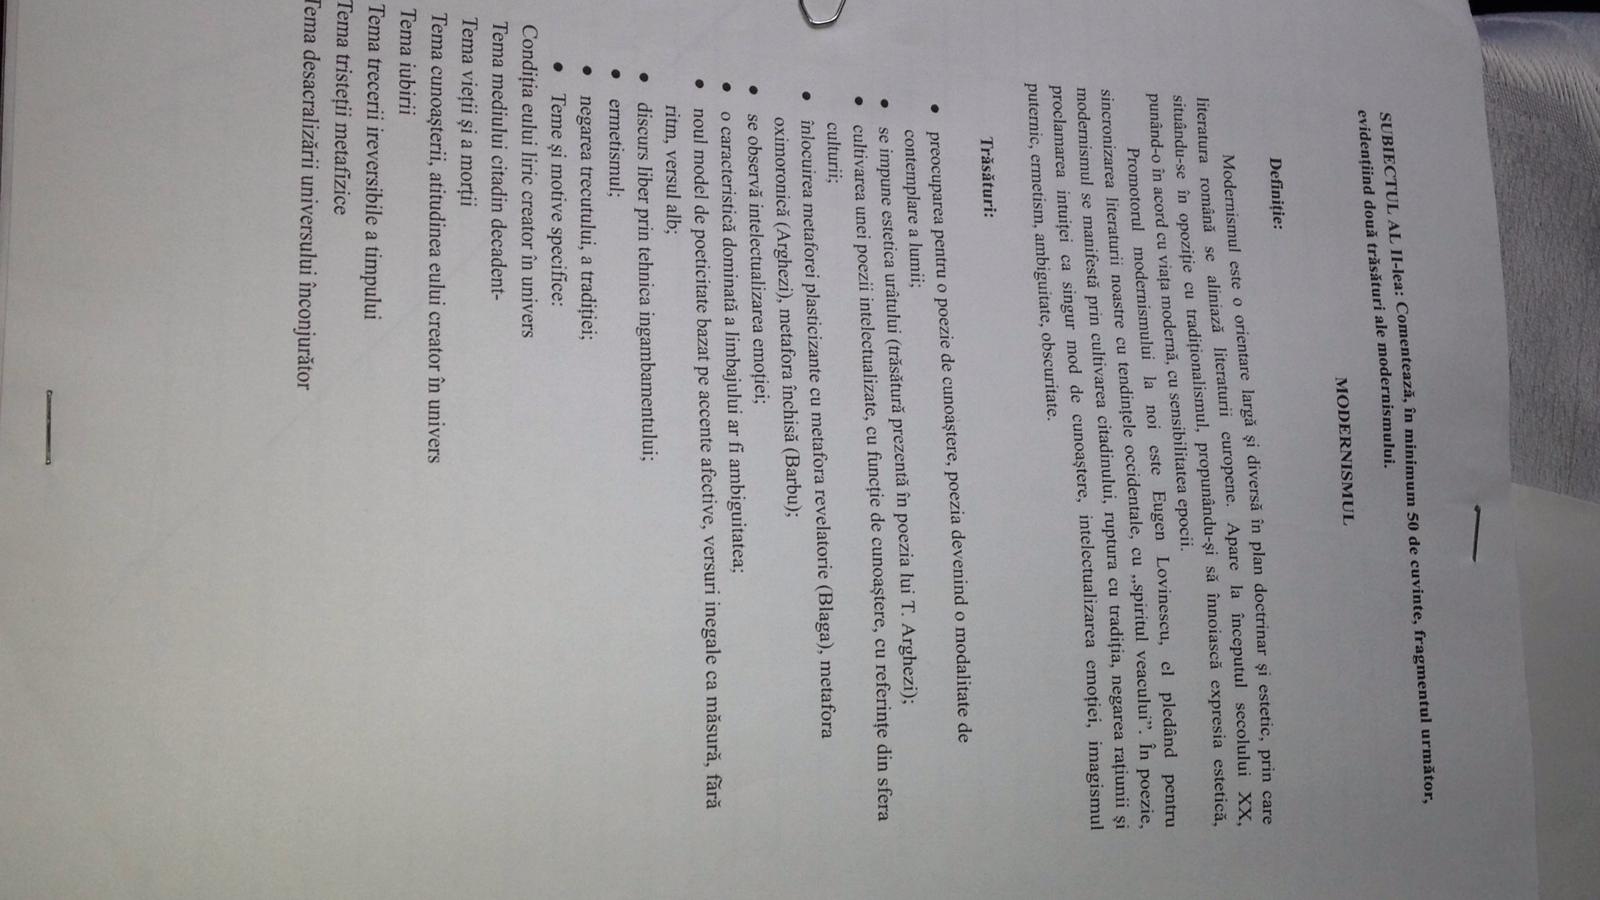 SUBIECTUL AL II-lea: Comentează, în minimum 50 de cuvinte, fragmentul următor,
evidențiind două trăsături ale modernismului.
MODERNISMUL
Definiție:
Modernismul este o orientare largă și diversă în plan doctrinar și estetic, prin care
literatura română se aliniază literaturii europene. Apare la începutul secolului XX,
situându-se în opoziție cu tradiționalismul, propunându-și să înnoiască expresia estetică,
punând-o în acord cu viața modernă, cu sensibilitatea epocii.
Promotorul modernismului la noi este Eugen Lovinescu, el pledând pentru
sincronizarea literaturii noastre cu tendințele occidentale, cu „spiritul veacului”. În poezie,
modernismul se manifestă prin cultivarea citadinului, ruptura cu tradiția, negarea rațiunii și
proclamarea intuiței ca singur mod de cunoaștere, intelectualizarea emoției, imagismul
puternic, ermetism, ambiguitate, obscuritate.
Trăsături:
• preocuparea pentru o poezie de cunoaștere, poezia devenind o modalitate de
contemplare a lumii;
• se impune estetica urâtului (trăsătură prezentă în poezia lui T. Arghezi);
• cultivarea unei poezii intelectualizate, cu funcție de cunoaștere, cu referințe din sfera
culturii;
• înlocuirea metaforei plasticizante cu metafora revelatorie (Blaga), metafora
oximoronică (Arghezi), metafora închisă (Barbu);
• se observă intelectualizarea emoției;
• o caracteristică dominată a limbajului ar fi ambiguitatea;
• noul model de poeticitate bazat pe accente afective, versuri inegale ca măsură, fără
ritm, versul alb;
• discurs liber prin tehnica ingambamentului;
• ermetismul;
• negarea trecutului, a tradiției;
• Teme și motive specifice:
Condiția eului liric creator în univers
Tema mediului citadin decadent-
Tema vieții și a morții
Tema cunoașterii, atitudinea eului creator în univers
Tema iubirii
Tema trecerii ireversibile a timpului
Tema tristeții metafizice
Tema desacralizării universului înconjurător